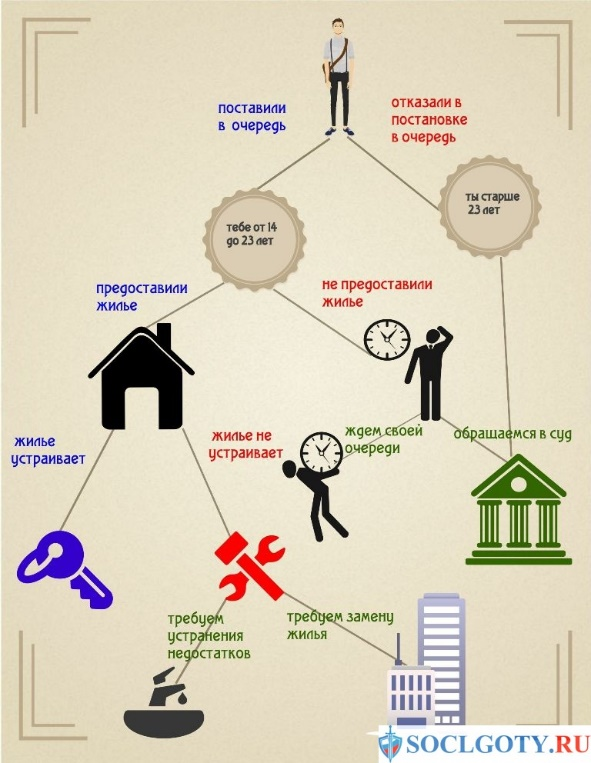 поставили
в очередь
отказали в
постановке
в очередь
тебе от 14
до 23 лет
ты старше
23 лет
предоставили
жилье
не предоставили
жилье
жилье
устраивает
жилье не
устраивает
ждем своей
очереди
обращаемся в суд
требуем
устранения
недостатков
требуем замену
жилья
SOCLGOTY.RU